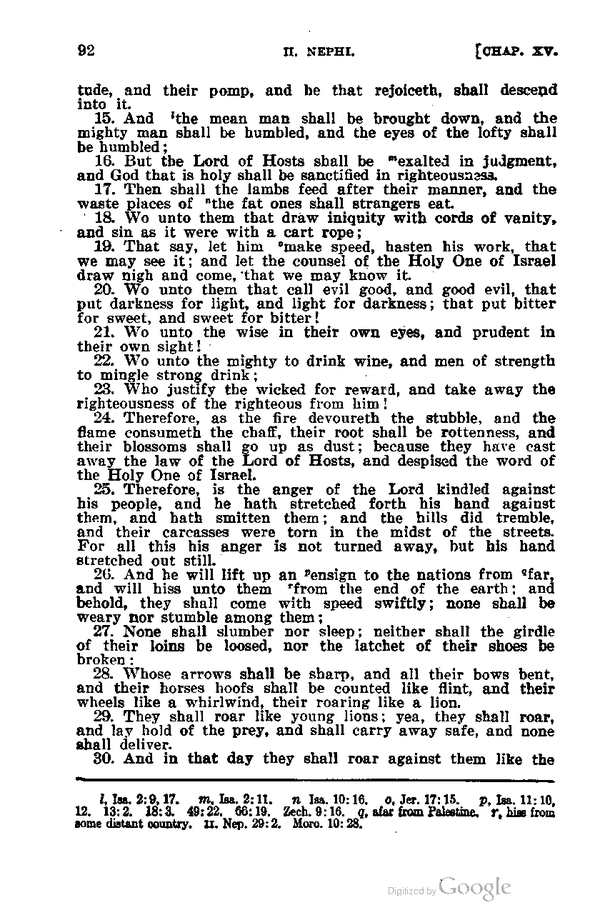 92 II. NEPHI. [CHAP. XV.
tude, and their pomp, and he that rejoiceth, shall descend
into it.
15. And ˡthe mean man shall be brought down, and the
mighty man shall be humbled, and the eyes of the lofty shall
be humbled;
16. But the Lord of Hosts shall be ᵐexalted in judgment,
and God that is holy shall be sanctified in righteousness.
17. Then shall the lambs feed after their manner, and the
waste places of ⁿthe fat ones shall strangers eat.
18. Wo unto them that draw iniquity with cords of vanity,
and sin as it were with a cart rope;
19. That say, let him ᵒmake speed, hasten his work, that
we may see it; and let the counsel of the Holy One of Israel
draw nigh and come, that we may know it.
20. Wo unto them that call evil good, and good evil, that
put darkness for light, and light for darkness; that put bitter
for sweet, and sweet for bitter!
21. Wo unto the wise in their own eyes, and prudent in
their own sight!
22. Wo unto the mighty to drink wine, and men of strength
to mingle strong drink;
23. Who justify the wicked for reward, and take away the
righteousness of the righteous from him!
24. Therefore, as the fire devoureth the stubble, and the
flame consumeth the chaff, their root shall be rottenness, and
their blossoms shall go up as dust; because they have cast
away the law of the Lord of Hosts, and despised the word of
the Holy One of Israel.
25. Therefore, is the anger of the Lord kindled against
his people, and he hath stretched forth his hand against
them, and hath smitten them; and the hills did tremble,
and their carcasses were torn in the midst of the streets.
For all this his anger is not turned away, but his hand
stretched out still.
26. And he will lift up an ᵖensign to the nations from ᑫfar,
and will hiss unto them ʳfrom the end of the earth; and
behold, they shall come with speed swiftly; none shall be
weary nor stumble among them;
27. None shall slumber nor sleep; neither shall the girdle
of their loins be loosed, nor the latchet of their shoes be
broken:
28. Whose arrows shall be sharp, and all their bows bent,
and their horses hoofs shall be counted like flint, and their
wheels like a whirlwind, their roaring like a lion.
29. They shall roar like young lions; yea, they shall roar,
and lay hold of the prey, and shall carry away safe, and none
shall deliver.
30. And in that day they shall roar against them like the
l, Isa. 2:9, 17. m, Isa. 2:11. n Isa. 10:16. o, Jer. 17:15. p, Isa. 11:10,
12. 13:2. 18:3. 49:22. 66:19. Zech. 9:16. q, afar from Palestine. r, hiss from
some distant country. II. Nep. 29:2. Moro. 10:28.
Digitized by Google